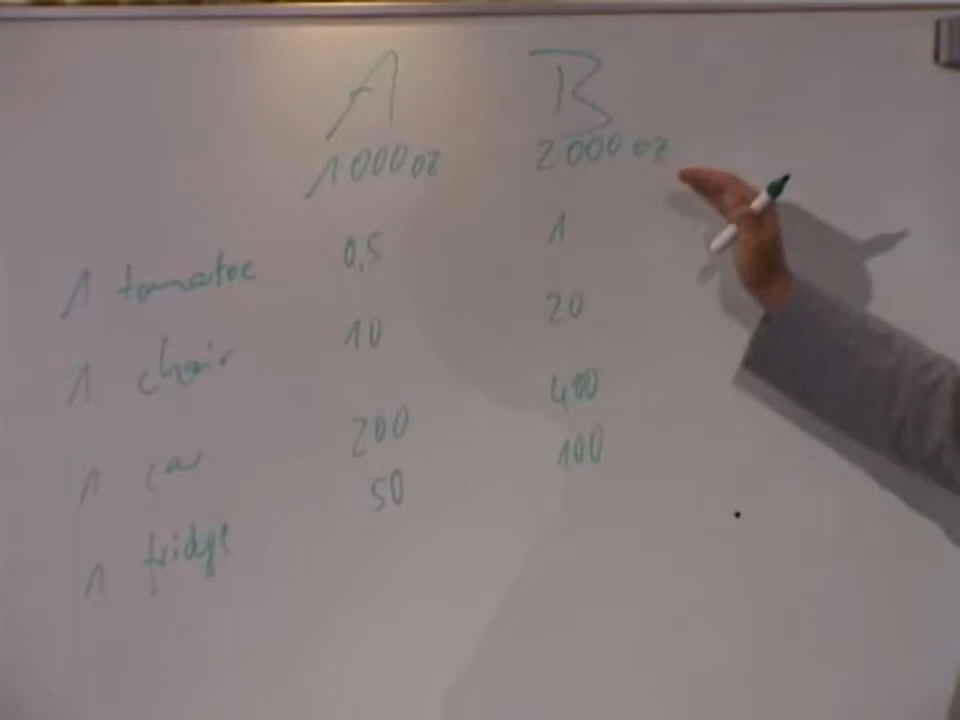 A B
1000 oz 2000 oz
1 tomatoe 0,5 1
1 chair 10 20
1 car 200 400
1 fridge 50 100